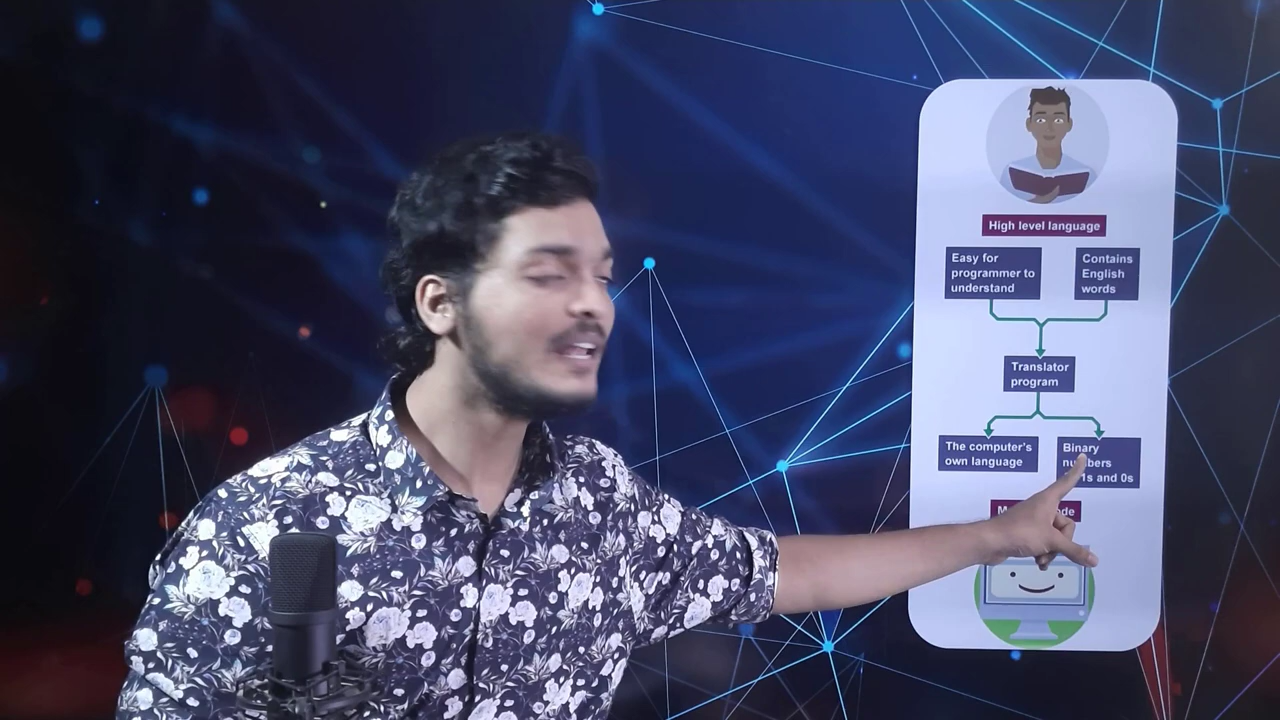 High level language
Easy for
programmer to
understand
Contains
English
words
Translator
program
The computer's
own language
Binary
1s and 0s